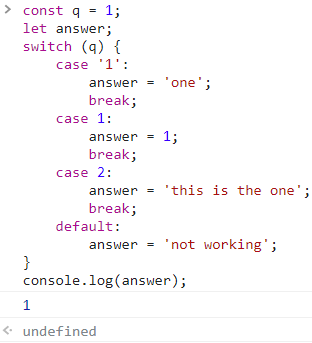 const q = 1;
let answer;
switch (q) {
    case '1':
        answer = 'one';
        break;
    case 1:
        answer = 1;
        break;
    case 2:
        answer = 'this is the one';
        break;
    default:
        answer = 'not working';
}
console.log(answer);
1
undefined